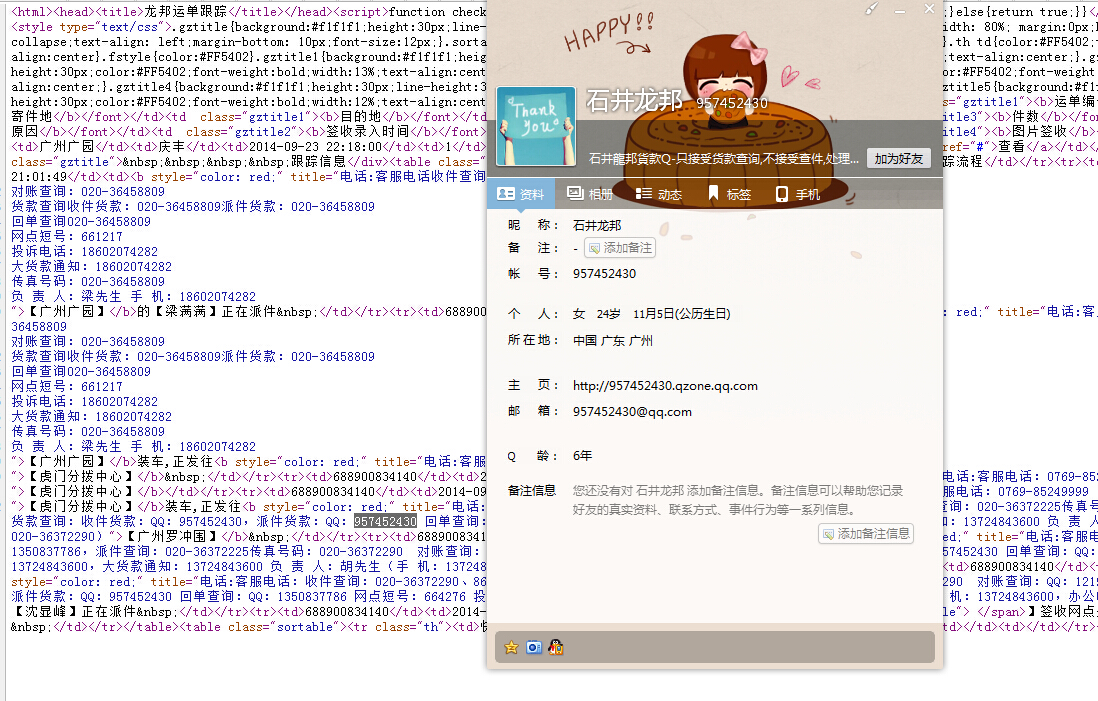 <html><head><title>龙邦运单跟踪</title></head><script>function check
<style type="text/css">.gztitle{background:#f1f1f1;height:30px;line
collapse;text-align: left;margin-bottom: 10px;font-size:12px;}.sorta
align:center}.fstyle{color:#FF5402}.gztitle1{background:#f1f1f1;heig
height:30px;color:#FF5402;font-weight:bold;width:13%;text-align:cent
align:center;}.gztitle4{background:#f1f1f1;height:30px;line-height:3
height:30px;color:#FF5402;font-weight:bold;width:12%;text-align:cent
寄件地</b></font></td><td  class="gztitle1"><b>目的地</b></font></td>
原因</b></font></td><td class="gztitle2"><b>签收录入时间</b></font>
<td>广州广园</td><td>庆丰</td><td>2014-09-23 22:18:00</td><td>1</td>
class="gztitle">&nbsp;&nbsp;&nbsp;&nbsp;跟踪信息</div><table class=
21:01:49</td><td><b style="color: red;" title="电话:客服电话收件查询
对账查询: 020-36458809
货款查询收件货款: 020-36458809派件货款: 020-36458809
回单查询020-36458809
网点短号: 661217
投诉电话: 18602074282
大货款通知: 18602074282
传真号码: 020-36458809
负 责 人: 梁先生 手 机: 18602074282
">【广州广园】</b>的【梁满满】正在派件&nbsp;</td></tr><tr><td>688900
36458809
对账查询: 020-36458809
货款查询收件货款: 020-36458809派件货款: 020-36458809
回单查询020-36458809
网点短号: 661217
投诉电话: 18602074282
大货款通知: 18602074282
传真号码: 020-36458809
负 责 人: 梁先生 手 机: 18602074282
">【广州广园】</b>装车,正发往<b style="color: red;" title="电话:客服
">【虎门分拨中心】</b>&nbsp;</td></tr><tr><td>688900834140</td><td>2
">【虎门分拨中心】</b></td></tr><tr><td>688900834140</td><td>2014-09
">【虎门分拨中心】</b>装车,正发往<b style="color: red;" title="电话:
货款查询: 收件货款: QQ: 957452430, 派件货款: QQ: 957452430 回单查询:
020-36372290) ">【广州罗冲围】</b>&nbsp;</td></tr><tr><td>6889008341
1350837786, 派件查询: 020-36372225传真号码: 020-36372290  对账查询:
13724843600, 大货款通知: 13724843600 负 责 人: 胡先生 (手 机: 137248
style="color: red;" title="电话:客服电话: 收件查询: 020-36372290、86
派件货款: QQ: 957452430 回单查询: QQ: 1350837786 网点短号: 664276 投
【沈显峰】正在派件&nbsp;</td></tr><tr><td>688900834140</td><td>2014-
&nbsp;</td></tr></table><table class="sortable"><tr class="th"><td>快
HAPPY!!
Thank You
石井龙邦 957452430
石井龍邦貨款Q-只接受货款查询,不接受查件,处理...
加为好友
资料 相册 动态 标签 手机
昵 称: 石井龙邦
备 注: - 添加备注
帐 号: 957452430
个 人: 女 24岁 11月5日(公历生日)
所在地: 中国 广东 广州
主 页: http://957452430.qzone.qq.com
邮 箱: 957452430@qq.com
Q 龄: 6年
备注信息 您还没有对 石井龙邦 添加备注信息。备注信息可以帮助您记录
好友的真实资料、联系方式、事件行为等一系列信息。
添加备注信息
;}else{return true;}}<
idth: 80%; margin:0px;b
}.th td{color:#FF5402;
"gztitle1"><b>运单编
tle3"><b>件数</b></fo
title4"><b>图片签收</b>
ref="#">查看</a></td>
踪流程</td></tr><tr><td
: red;" title="电话:客服
电话:客服电话: 0769-85
服电话: 0769-85249999
: 13724843600 负 责 人:
;" title="电话:客服电
57452430 回单查询: QQ:
></tr><tr><td>688900834140</td><td>
290  对账查询: QQ: 1219
机: 13724843600, 办公电
le"> </span>】签收网点
</td><td></td></tr>